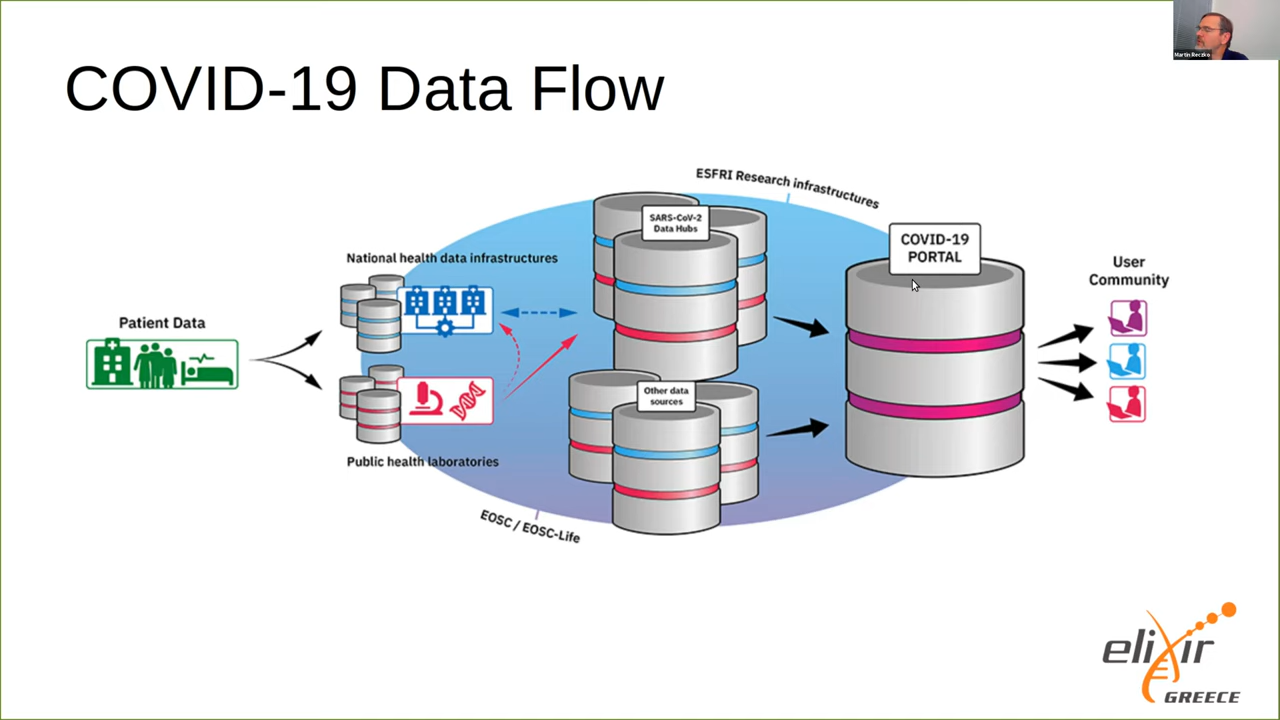 Martin Reczko
COVID-19 Data Flow
ESFRI Research infrastructures
SARS-CoV-2
Data Hubs
COVID-19
PORTAL
National health data infrastructures
User
Community
Patient Data
Other data
sources
Public health laboratories
EOSC / EOSC-Life
elixir
GREECE